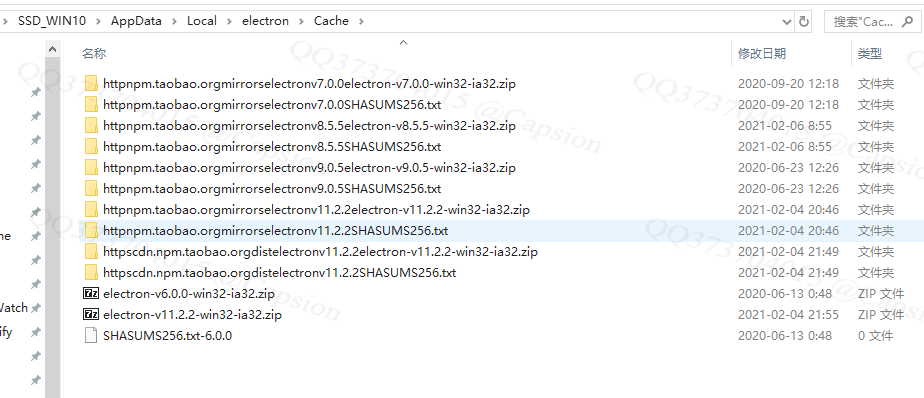 SSD_WIN10 > AppData > Local > electron > Cache >
搜索"Cac...
名称 修改日期 类型
httpnpm.taobao.orgmirrorselectronv7.0.0electron-v7.0.0-win32-ia32.zip 2020-09-20 12:18 文件夹
httpnpm.taobao.orgmirrorselectronv7.0.0SHASUMS256.txt 2020-09-20 12:18 文件夹
httpnpm.taobao.orgmirrorselectronv8.5.5electron-v8.5.5-win32-ia32.zip 2021-02-06 8:55 文件夹
httpnpm.taobao.orgmirrorselectronv8.5.5SHASUMS256.txt 2021-02-06 8:55 文件夹
httpnpm.taobao.orgmirrorselectronv9.0.5electron-v9.0.5-win32-ia32.zip 2020-06-23 12:26 文件夹
httpnpm.taobao.orgmirrorselectronv9.0.5SHASUMS256.txt 2020-06-23 12:26 文件夹
httpnpm.taobao.orgmirrorselectronv11.2.2electron-v11.2.2-win32-ia32.zip 2021-02-04 20:46 文件夹
httpnpm.taobao.orgmirrorselectronv11.2.2SHASUMS256.txt 2021-02-04 20:46 文件夹
httpscdn.npm.taobao.orgdistelectronv11.2.2electron-v11.2.2-win32-ia32.zip 2021-02-04 21:49 文件夹
httpscdn.npm.taobao.orgdistelectronv11.2.2SHASUMS256.txt 2021-02-04 21:49 文件夹
electron-v6.0.0-win32-ia32.zip 2020-06-13 0:48 ZIP 文件
electron-v11.2.2-win32-ia32.zip 2021-02-04 21:55 ZIP 文件
SHASUMS256.txt-6.0.0 2020-06-13 0:48 0 文件
Watch
@Capsion